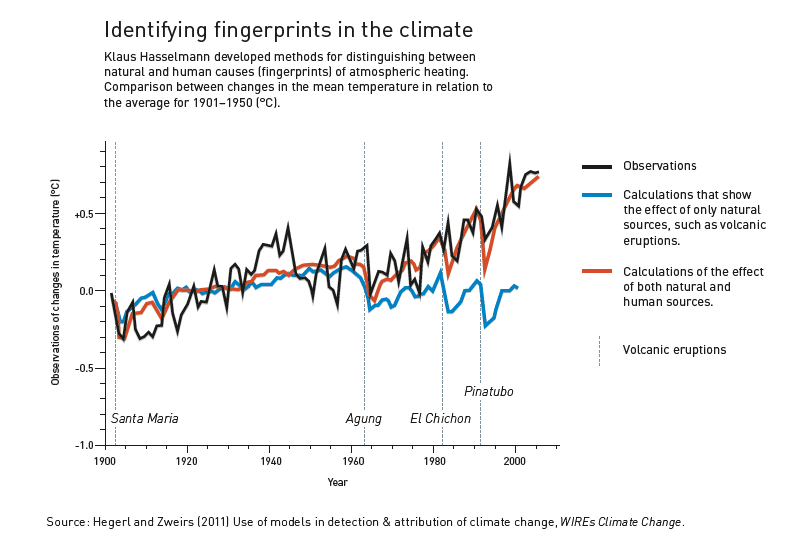 Identifying fingerprints in the climate
Klaus Hasselmann developed methods for distinguishing between
natural and human causes (fingerprints) of atmospheric heating.
Comparison between changes in the mean temperature in relation to
the average for 1901–1950 (°C).
Observations of changes in temperature (°C)
+0.5
0.0
-0.5
-1.0
Santa Maria
Agung
El Chichon
Pinatubo
1900
1920
1940
1960
1980
2000
Year
Observations
Calculations that show
the effect of only natural
sources, such as volcanic
eruptions.
Calculations of the effect
of both natural and
human sources.
Volcanic eruptions
Source: Hegerl and Zweirs (2011) Use of models in detection & attribution of climate change, WIREs Climate Change.